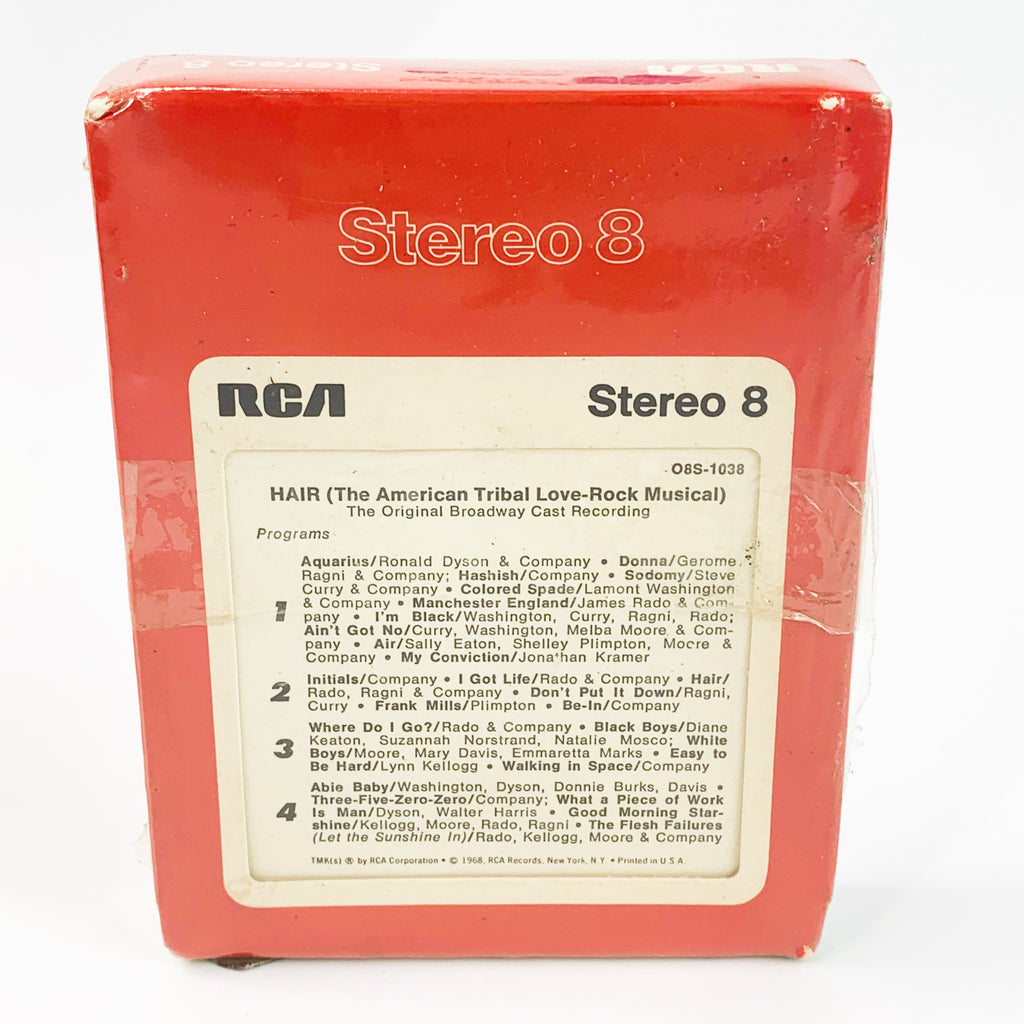 RCA
Stereo 8
Stereo 8
RCA
Stereo 8
O8S-1038
HAIR (The American Tribal Love-Rock Musical)
The Original Broadway Cast Recording
Programs
1
Aquarius/Ronald Dyson & Company • Donna/Gerome
Ragni & Company; Hashish/Company • Sodomy/Steve
Curry & Company • Colored Spade/Lamont Washington
& Company • Manchester England/James Rado & Com-
pany • I'm Black/Washington, Curry, Ragni, Rado;
Ain't Got No/Curry, Washington, Melba Moore & Com-
pany • Air/Sally Eaton, Shelley Plimpton, Moore &
Company • My Conviction/Jonathan Kramer
2
Initials/Company • I Got Life/Rado & Company • Hair/
Rado, Ragni & Company • Don't Put It Down/Ragni,
Curry • Frank Mills/Plimpton • Be-In/Company
3
Where Do I Go?/Rado & Company • Black Boys/Diane
Keaton, Suzannah Norstrand, Natalie Mosco; White
Boys/Moore, Mary Davis, Emmaretta Marks • Easy to
Be Hard/Lynn Kellogg • Walking in Space/Company
4
Abie Baby/Washington, Dyson, Donnie Burks, Davis •
Three-Five-Zero-Zero/Company; What a Piece of Work
Is Man/Dyson, Walter Harris • Good Morning Star-
shine/Kellogg, Moore, Rado, Ragni • The Flesh Failures
(Let the Sunshine In)/Rado, Kellogg, Moore & Company
TMK(s) ® by RCA Corporation • © 1968, RCA Records, New York, N.Y. • Printed in U.S.A.